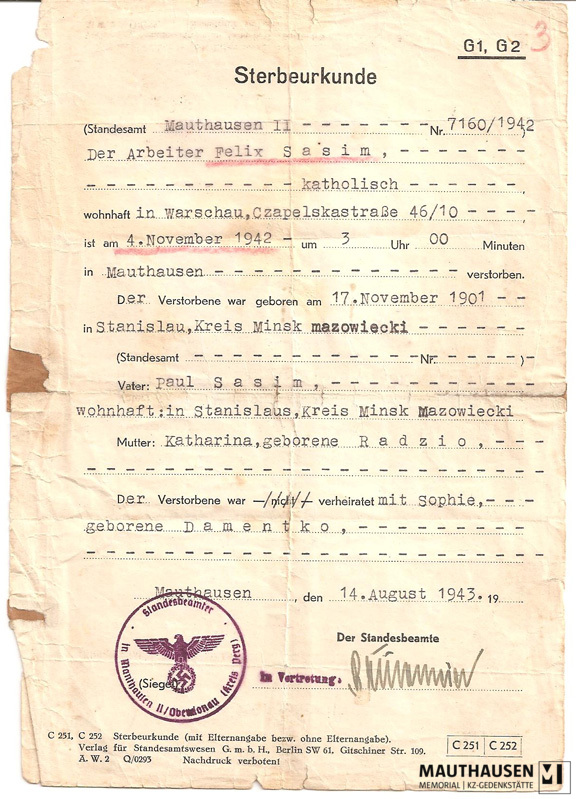 G1, G2 3
Sterbeurkunde
(Standesamt Mauthausen II - - - - - - - Nr. 7160/1942
Der Arbeiter Felix S a s i m , - - - - - - -
- - - - - - - - - - - - katholisch - - - - - - ,
wohnhaft in Warschau,Czapelskastraße 46/10 - - - -
ist am 4.November 1942 - um 3 Uhr 00 Minuten
in Mauthausen - - - - - - - - - - - - - verstorben.
Der Verstorbene war geboren am 17.November 1901 - -
in Stanislau,Kreis Minsk mazowiecki - - - - - -
(Standesamt - - - - - - - - - - - - Nr. - - - - )-
Vater: Paul S a s i m , - - - - - - - - - - - -
wohnhaft:in Stanislaus,Kreis Minsk Mazowiecki
Mutter: Katharina,geborene R a d z i o , - - -
- - - - - - - - - - - - - - - - - - - - - - - - -
Der Verstorbene war —/nicht/— verheiratet mit Sophie,- - -
geborene D a m e n t k o , - - - - - - - - -
- - - - - - - - - - - - - - - - - - - - - - - - -
Mauthausen , den 14.August 1943. 19
Der Standesbeamte
Standesbeamter
(Siegel)
in Mauthausen II/Oberdonau (Kreis Perg)
In Vertretung:
C 251, C 252 Sterbeurkunde (mit Elternangabe bezw. ohne Elternangabe).
Verlag für Standesamtswesen G. m. b. H., Berlin SW 61, Gitschiner Str. 109.
A. W. 2 Q/0293 Nachdruck verboten!
C 251 C 252
MAUTHAUSEN M
MEMORIAL | KZ-GEDENKSTÄTTE